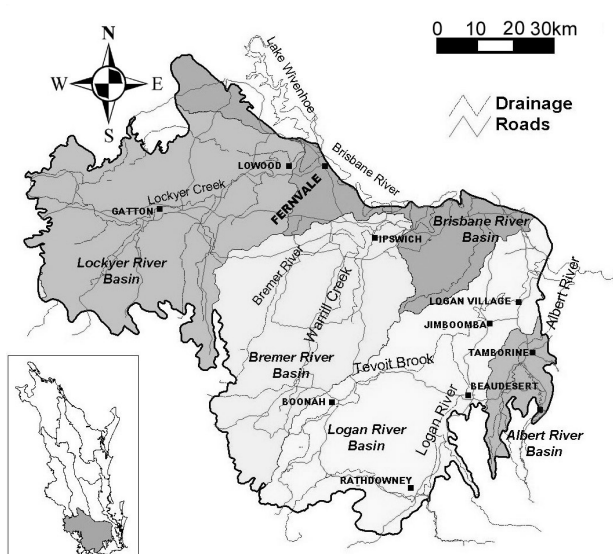 N
W E
S
0 10 20 30km
Drainage
Roads
Lake Wivenhoe
Brisbane River
LOWOOD
FERNVALE
Lockyer Creek
GATTON
Lockyer River
Basin
Brisbane River
Basin
IPSWICH
Bremer River
Warrill Creek
LOGAN VILLAGE
JIMBOOMBA
Albert River
TAMBORINE
Bremer River
Basin
Tevoit Brook
BEAUDESERT
BOONAH
Logan River
Basin
Logan River
Albert River
Basin
RATHDOWNEY